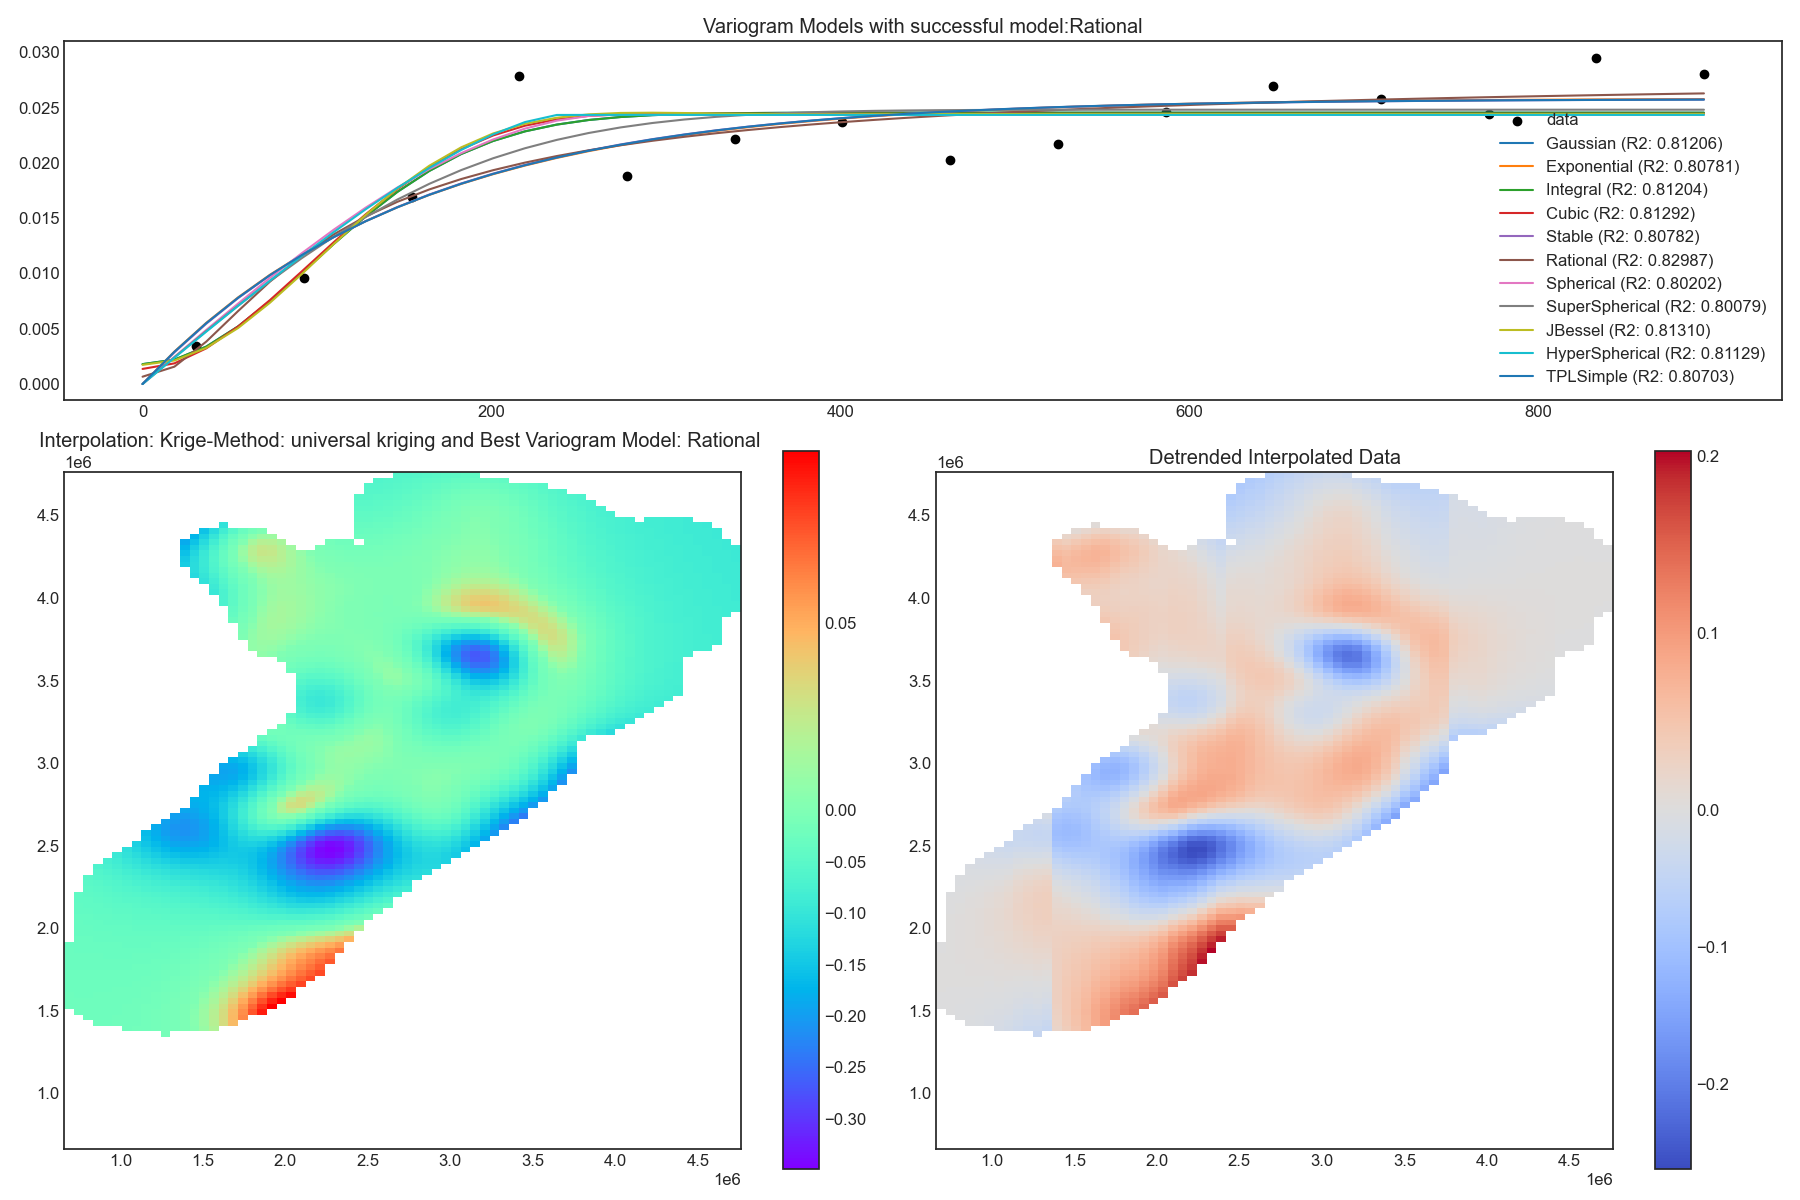 Variogram Models with successful model:Rational
0.030
0.025
0.020
0.015
0.010
0.005
0.000
data
Gaussian (R2: 0.81206)
Exponential (R2: 0.80781)
Integral (R2: 0.81204)
Cubic (R2: 0.81292)
Stable (R2: 0.80782)
Rational (R2: 0.82987)
Spherical (R2: 0.80202)
SuperSpherical (R2: 0.80079)
JBessel (R2: 0.81310)
HyperSpherical (R2: 0.81129)
TPLSimple (R2: 0.80703)
0 200 400 600 800
Interpolation: Krige-Method: universal kriging and Best Variogram Model: Rational
1e6
4.5
4.0
3.5
3.0
2.5
2.0
1.5
1.0
1.0 1.5 2.0 2.5 3.0 3.5 4.0 4.5
1e6
0.05
0.00
−0.05
−0.10
−0.15
−0.20
−0.25
−0.30
Detrended Interpolated Data
1e6
4.5
4.0
3.5
3.0
2.5
2.0
1.5
1.0
1.0 1.5 2.0 2.5 3.0 3.5 4.0 4.5
1e6
0.2
0.1
0.0
−0.1
−0.2